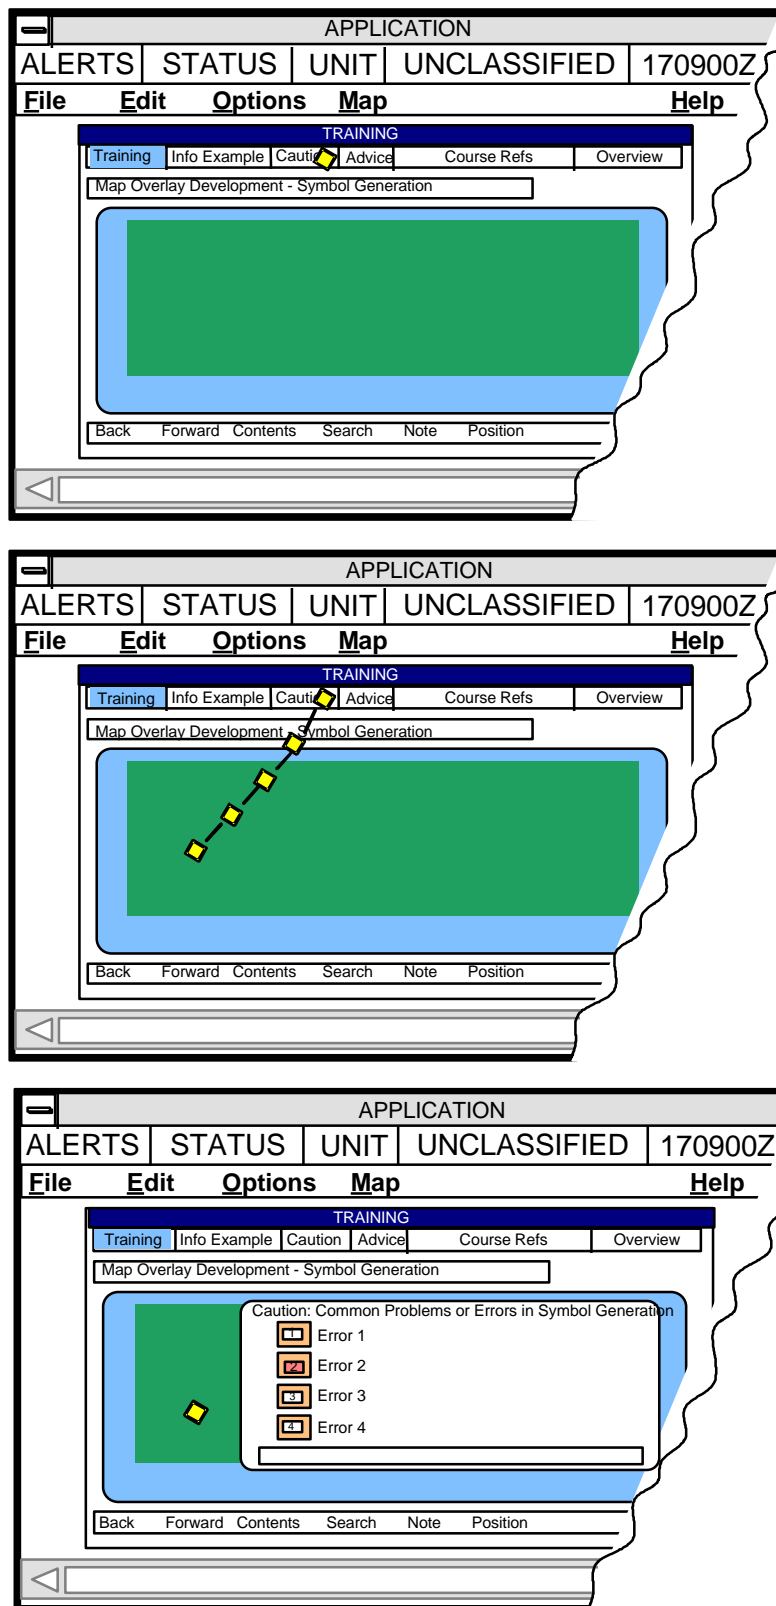 APPLICATION
ALERTS STATUS UNIT UNCLASSIFIED 170900Z
File Edit Options Map Help
TRAINING
Training Info Example Advice Course Refs Overview
Map Overlay Development - Symbol Generation
Back Forward Contents Search Note Position
APPLICATION
ALERTS STATUS UNIT UNCLASSIFIED 170900Z
File Edit Options Map Help
TRAINING
Training Info Example Advice Course Refs Overview
Map Overlay Development - Symbol Generation
Back Forward Contents Search Note Position
APPLICATION
ALERTS STATUS UNIT UNCLASSIFIED 170900Z
File Edit Options Map Help
TRAINING
Training Info Example Caution Advice Course Refs Overview
Map Overlay Development - Symbol Generation
Caution: Common Problems or Errors in Symbol Generation
1 Error 1
2 Error 2
3 Error 3
4 Error 4
Back Forward Contents Search Note Position